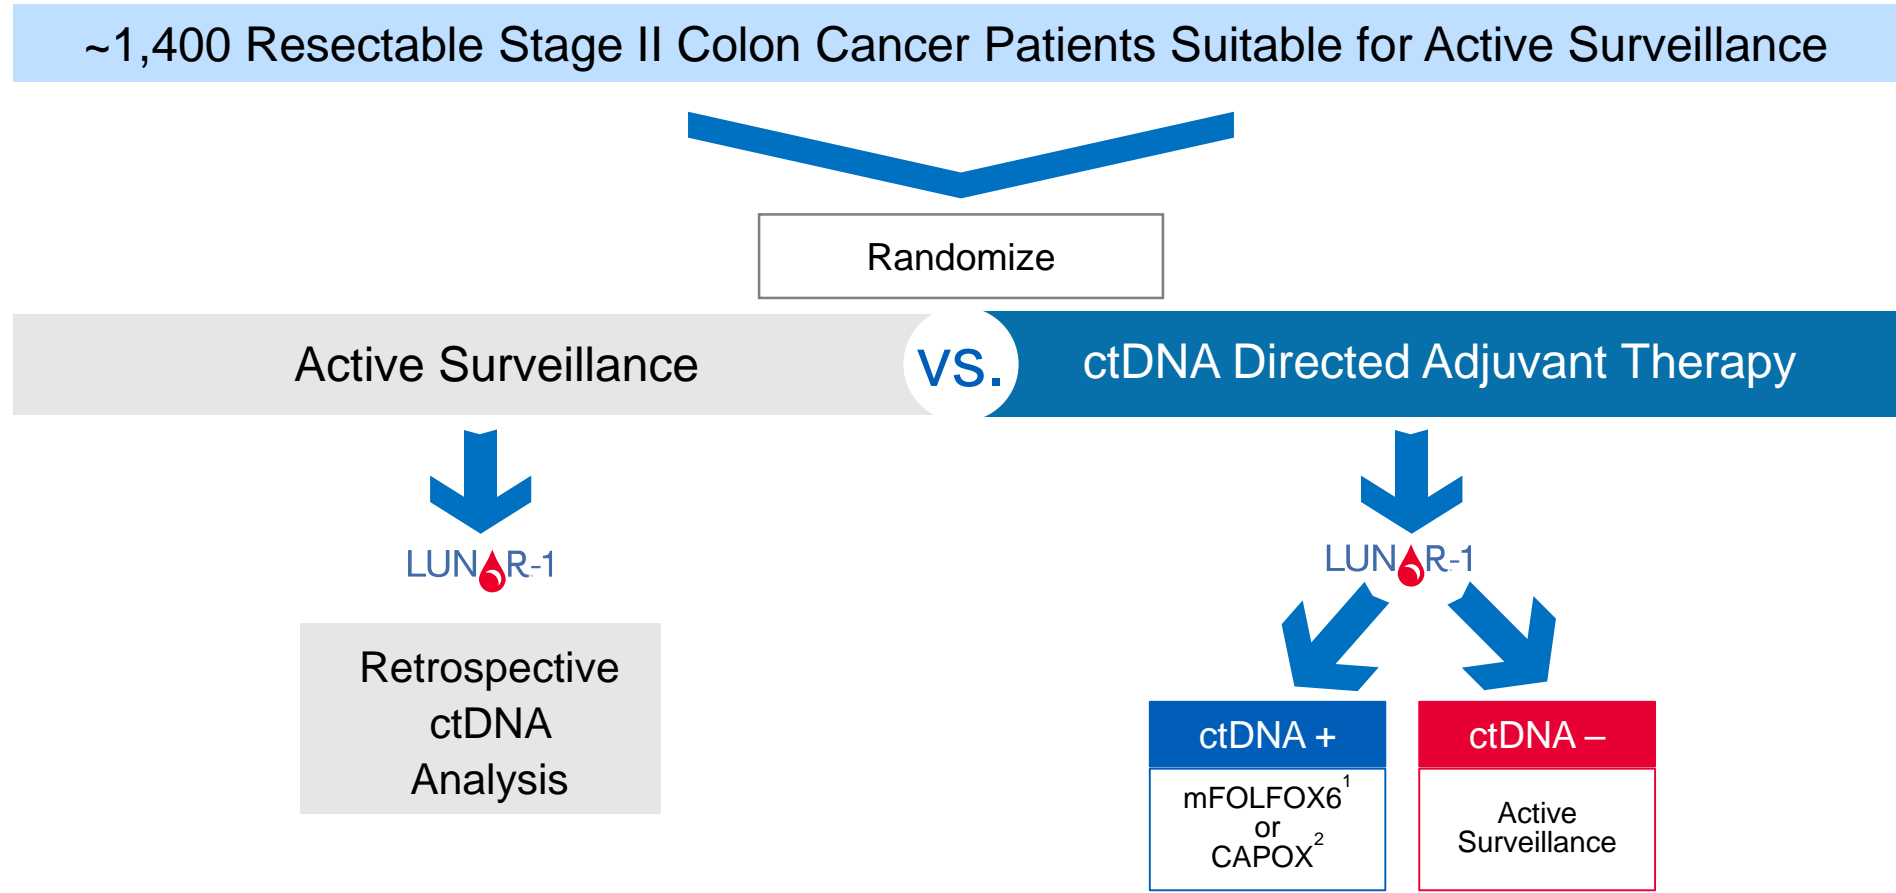 ~1,400 Resectable Stage II Colon Cancer Patients Suitable for Active Surveillance
Randomize
Active Surveillance
vs.
ctDNA Directed Adjuvant Therapy
LUNAR-1
Retrospective
ctDNA
Analysis
LUNAR-1
ctDNA +
mFOLFOX6¹
or
CAPOX²
ctDNA –
Active
Surveillance